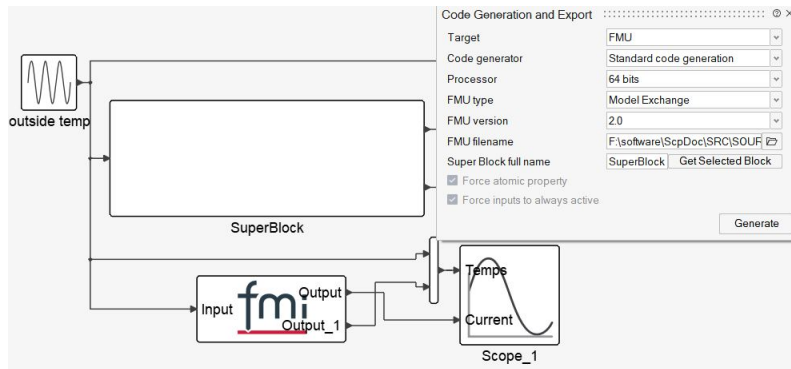 Code Generation and Export
Target FMU
Code generator Standard code generation
Processor 64 bits
FMU type Model Exchange
FMU version 2.0
FMU filename F:\software\ScpDoc\SRC\SOUF
Super Block full name SuperBlock Get Selected Block
Force atomic property
Force inputs to always active
Generate
outside temp
SuperBlock
Input fmi Output
Output_1
Temps
Current
Scope_1